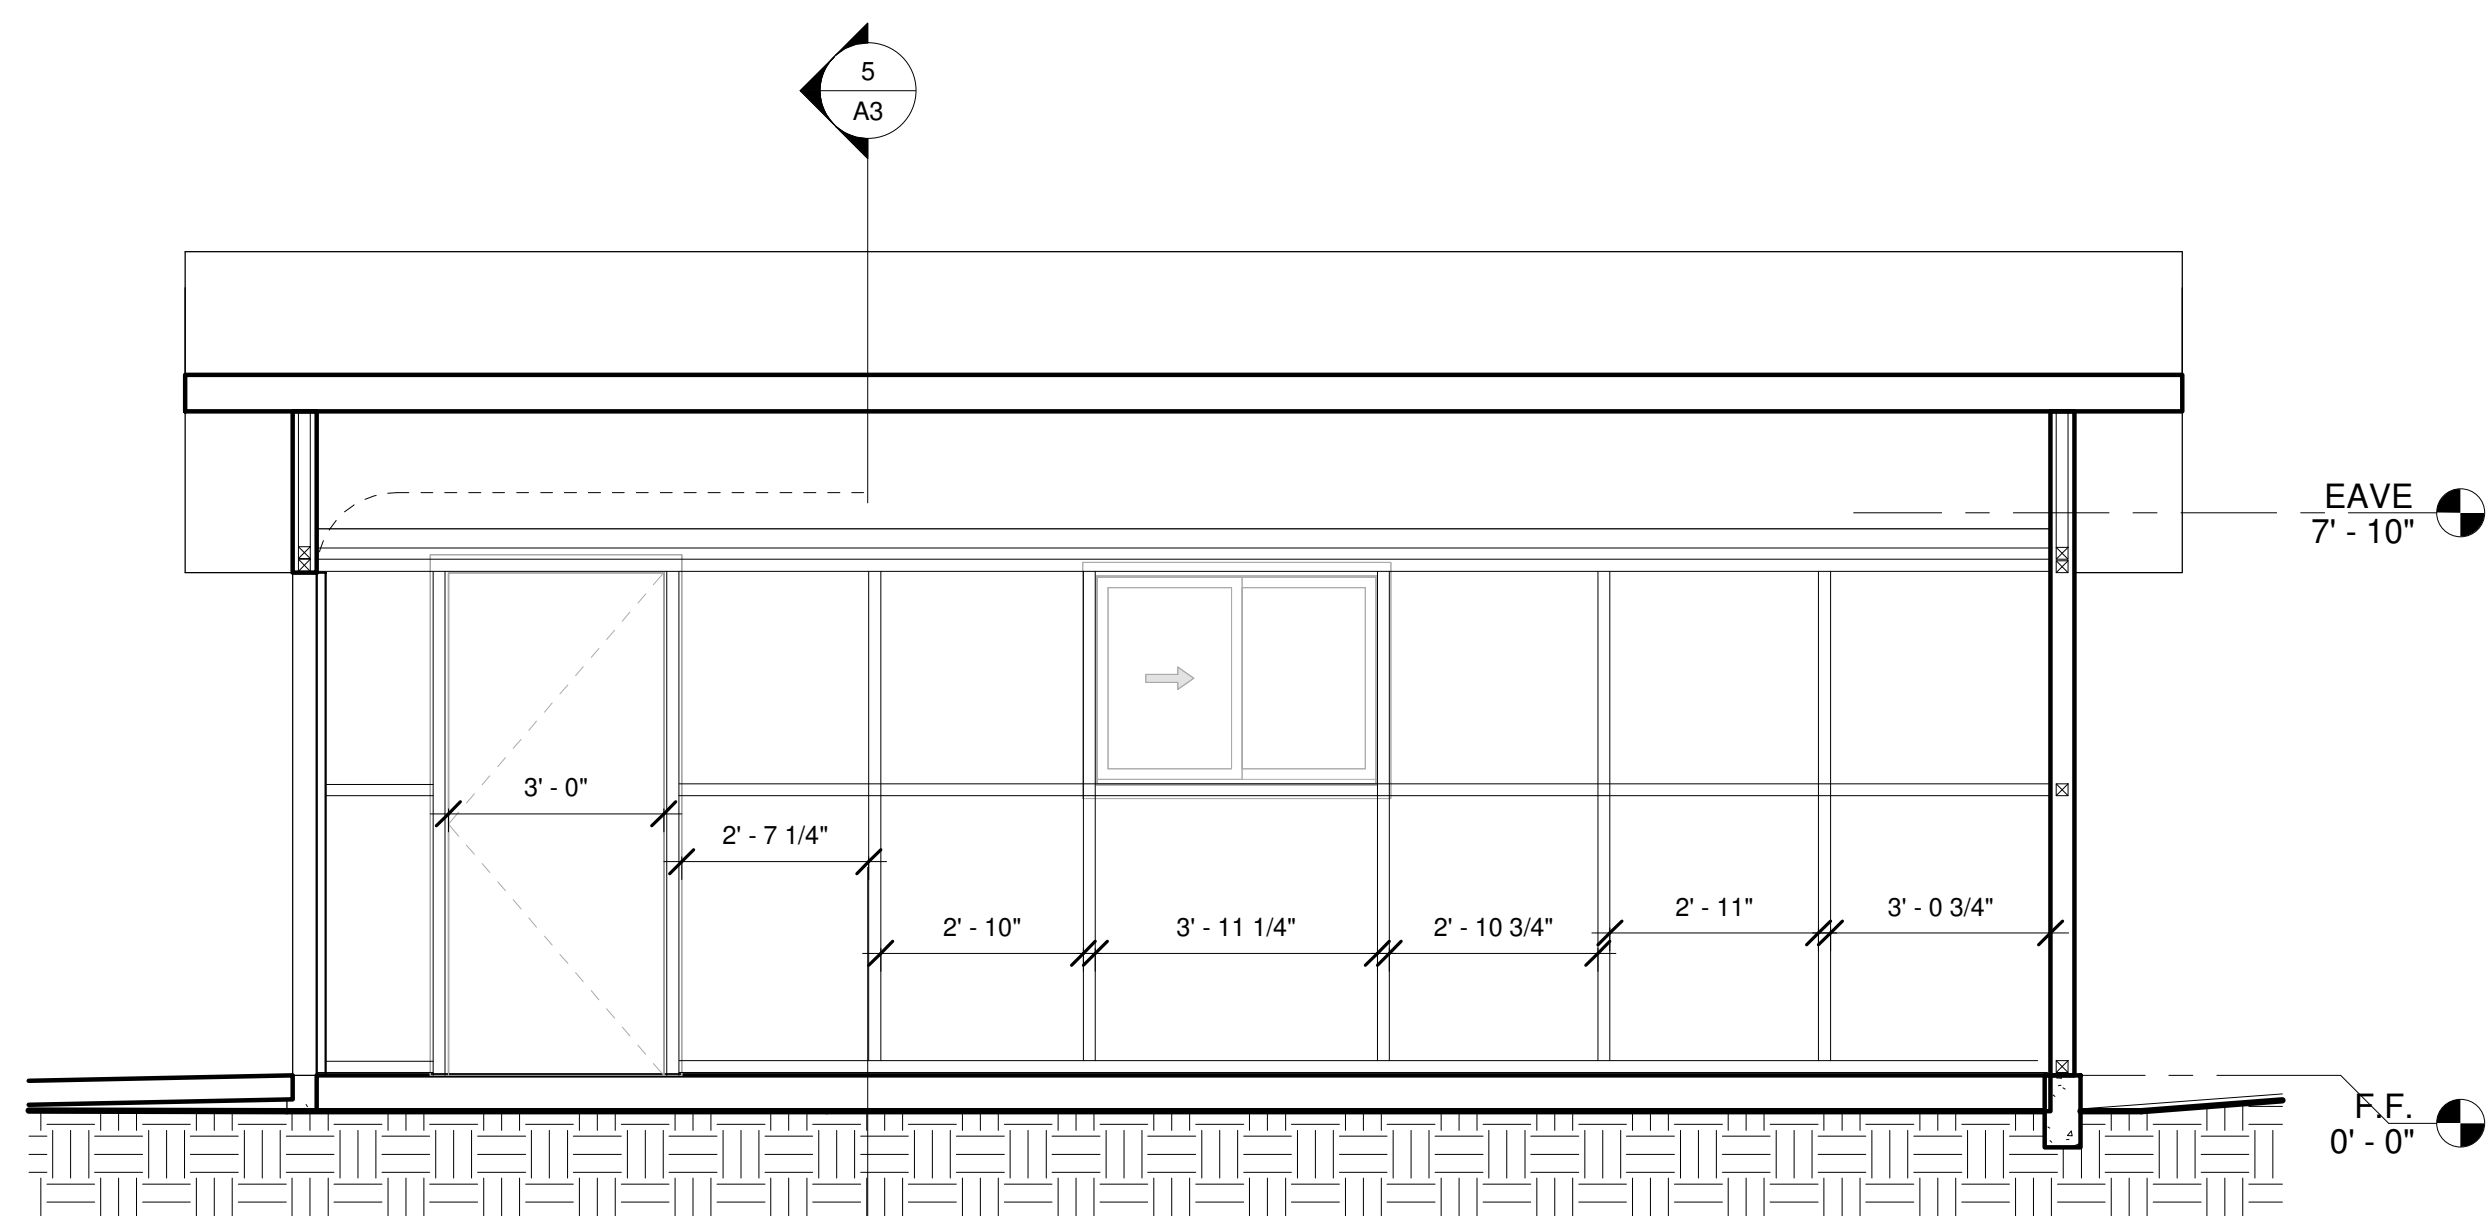 5
A3
EAVE
7' - 10"
3' - 0"
2' - 7 1/4"
2' - 10"
3' - 11 1/4"
2' - 10 3/4"
2' - 11"
3' - 0 3/4"
F.F.
0' - 0"